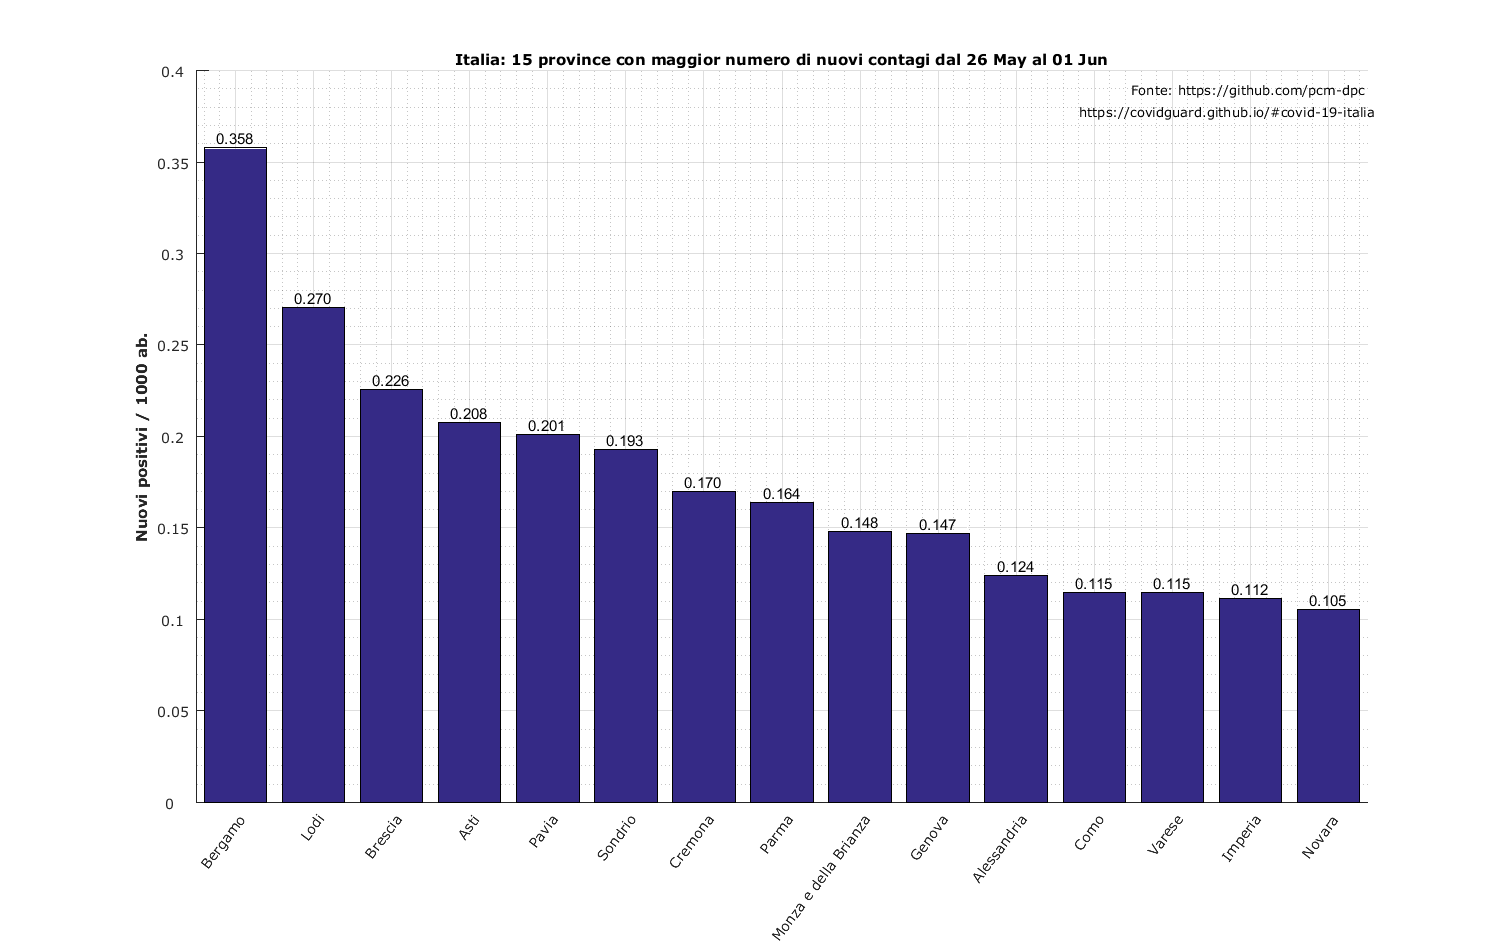 Italia: 15 province con maggior numero di nuovi contagi dal 26 May al 01 Jun
Fonte: https://github.com/pcm-dpc
https://covidguard.github.io/#covid-19-italia
Nuovi positivi / 1000 ab.
0.4
0.35
0.3
0.25
0.2
0.15
0.1
0.05
0
0.358
0.270
0.226
0.208
0.201
0.193
0.170
0.164
0.148
0.147
0.124
0.115
0.115
0.112
0.105
Bergamo
Lodi
Brescia
Asti
Pavia
Sondrio
Cremona
Parma
Monza e della Brianza
Genova
Alessandria
Como
Varese
Imperia
Novara